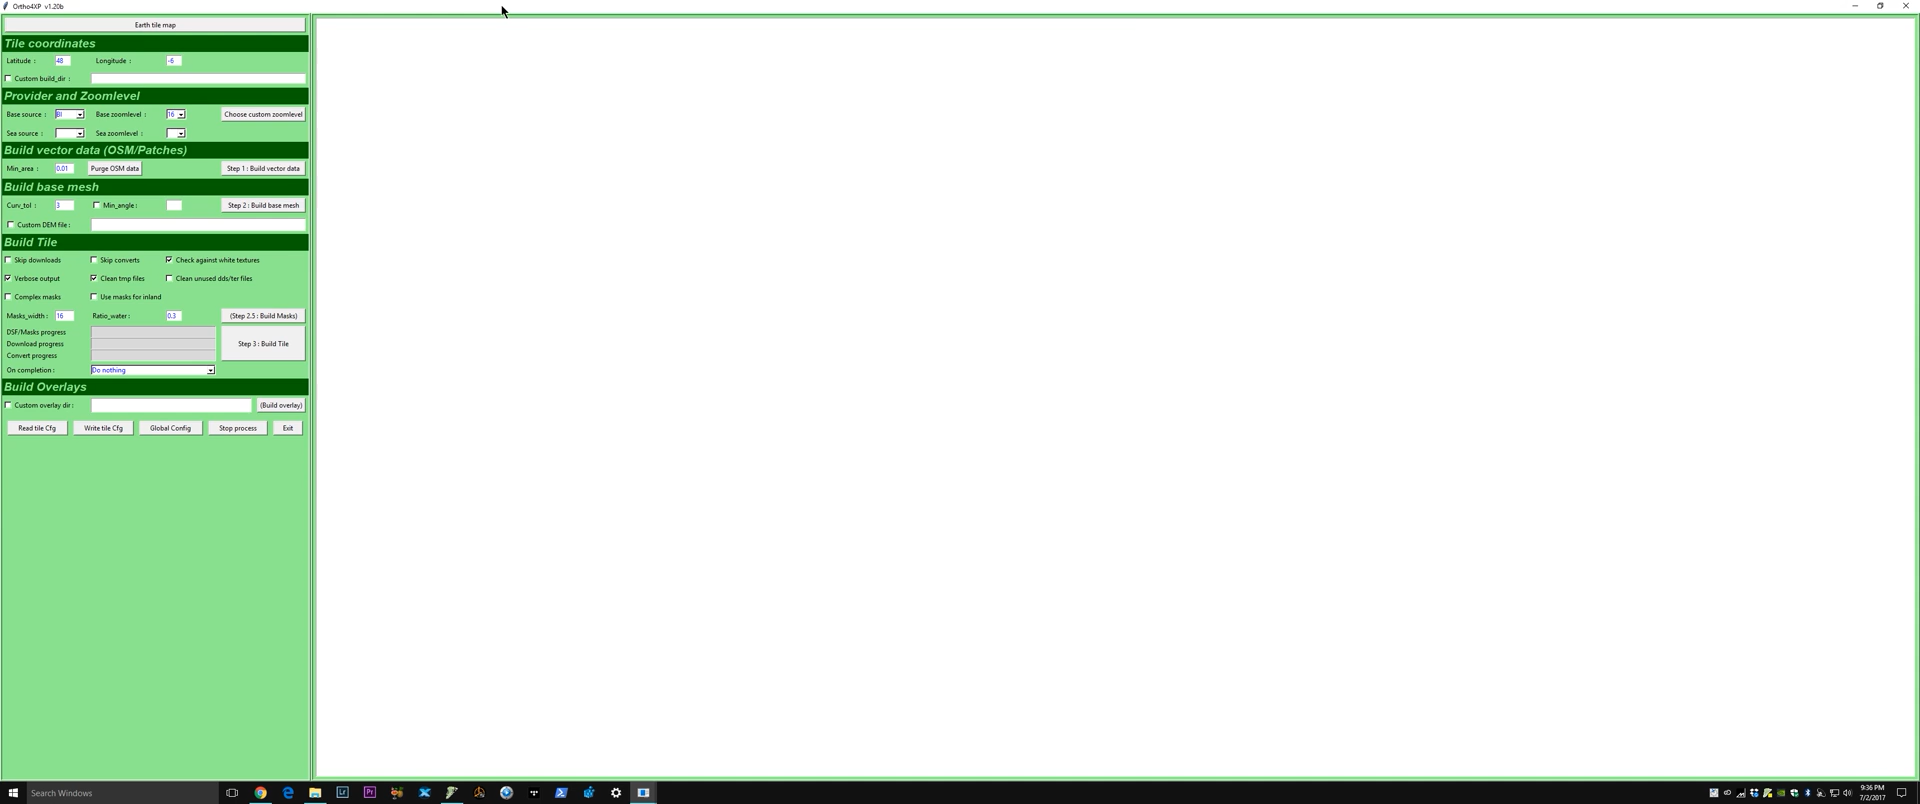 Ortho4XP v1.20b
Earth tile map
Tile coordinates
Latitude : 48 Longitude : -6
Custom build_dir :
Provider and Zoomlevel
Base source : BI Base zoomlevel : 16 Choose custom zoomlevel
Sea source : Sea zoomlevel :
Build vector data (OSM/Patches)
Min_area : 0.01 Purge OSM data Step 1 : Build vector data
Build base mesh
Curv_tol : 3 Min_angle : Step 2 : Build base mesh
Custom DEM file :
Build Tile
Skip downloads Skip converts Check against white textures
Verbose output Clean tmp files Clean unused dds/ter files
Complex masks Use masks for inland
Masks_width : 16 Ratio_water : 0.3 (Step 2.5 : Build Masks)
DSF/Masks progress
Download progress Step 3 : Build Tile
Convert progress
On completion : Do nothing
Build Overlays
Custom overlay dir : (Build overlay)
Read tile Cfg Write tile Cfg Global Config Stop process Exit
Search Windows Lr Pr 9:36 PM
7/2/2017